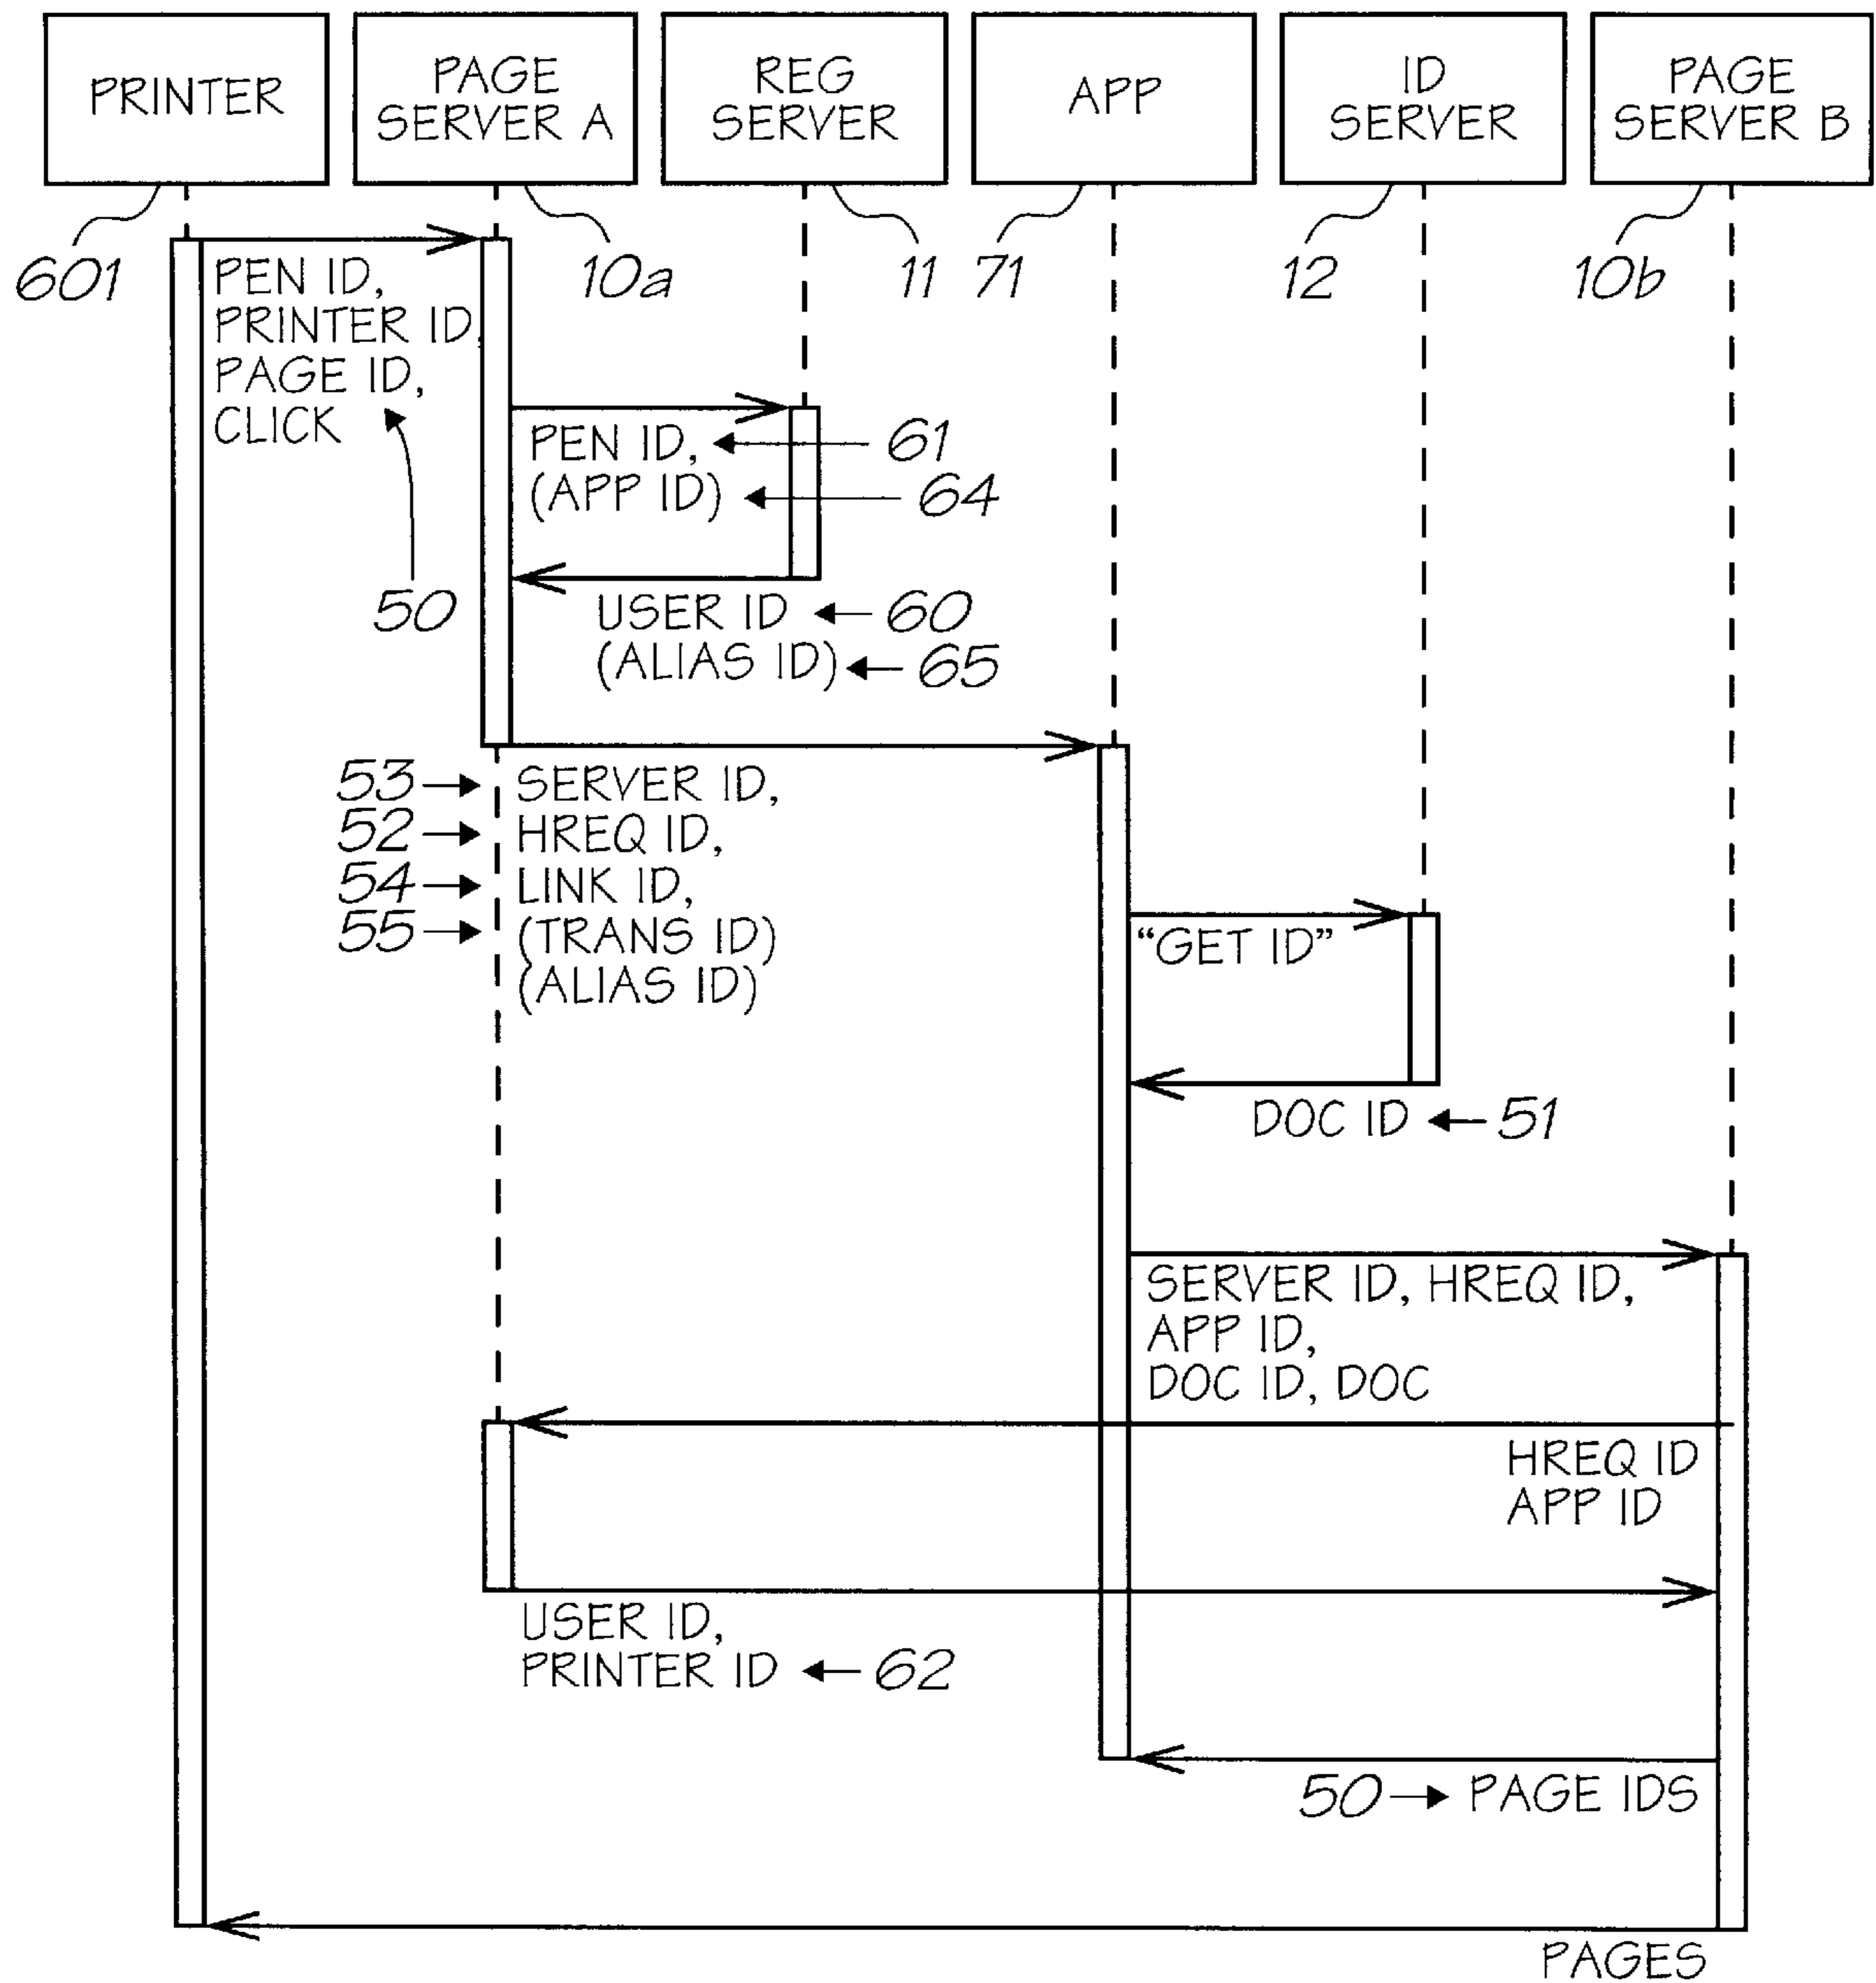 PRINTER
PAGE
SERVER A
REG
SERVER
APP
ID
SERVER
PAGE
SERVER B
601
10a
11
71
12
10b
PEN ID,
PRINTER ID,
PAGE ID,
CLICK
50
PEN ID,
61
(APP ID)
64
USER ID
60
(ALIAS ID)
65
53
SERVER ID,
52
HREQ ID,
54
LINK ID,
55
(TRANS ID)
(ALIAS ID)
“GET ID”
DOC ID
51
SERVER ID, HREQ ID,
APP ID,
DOC ID, DOC
HREQ ID
APP ID
USER ID,
PRINTER ID
62
50
PAGE IDS
PAGES